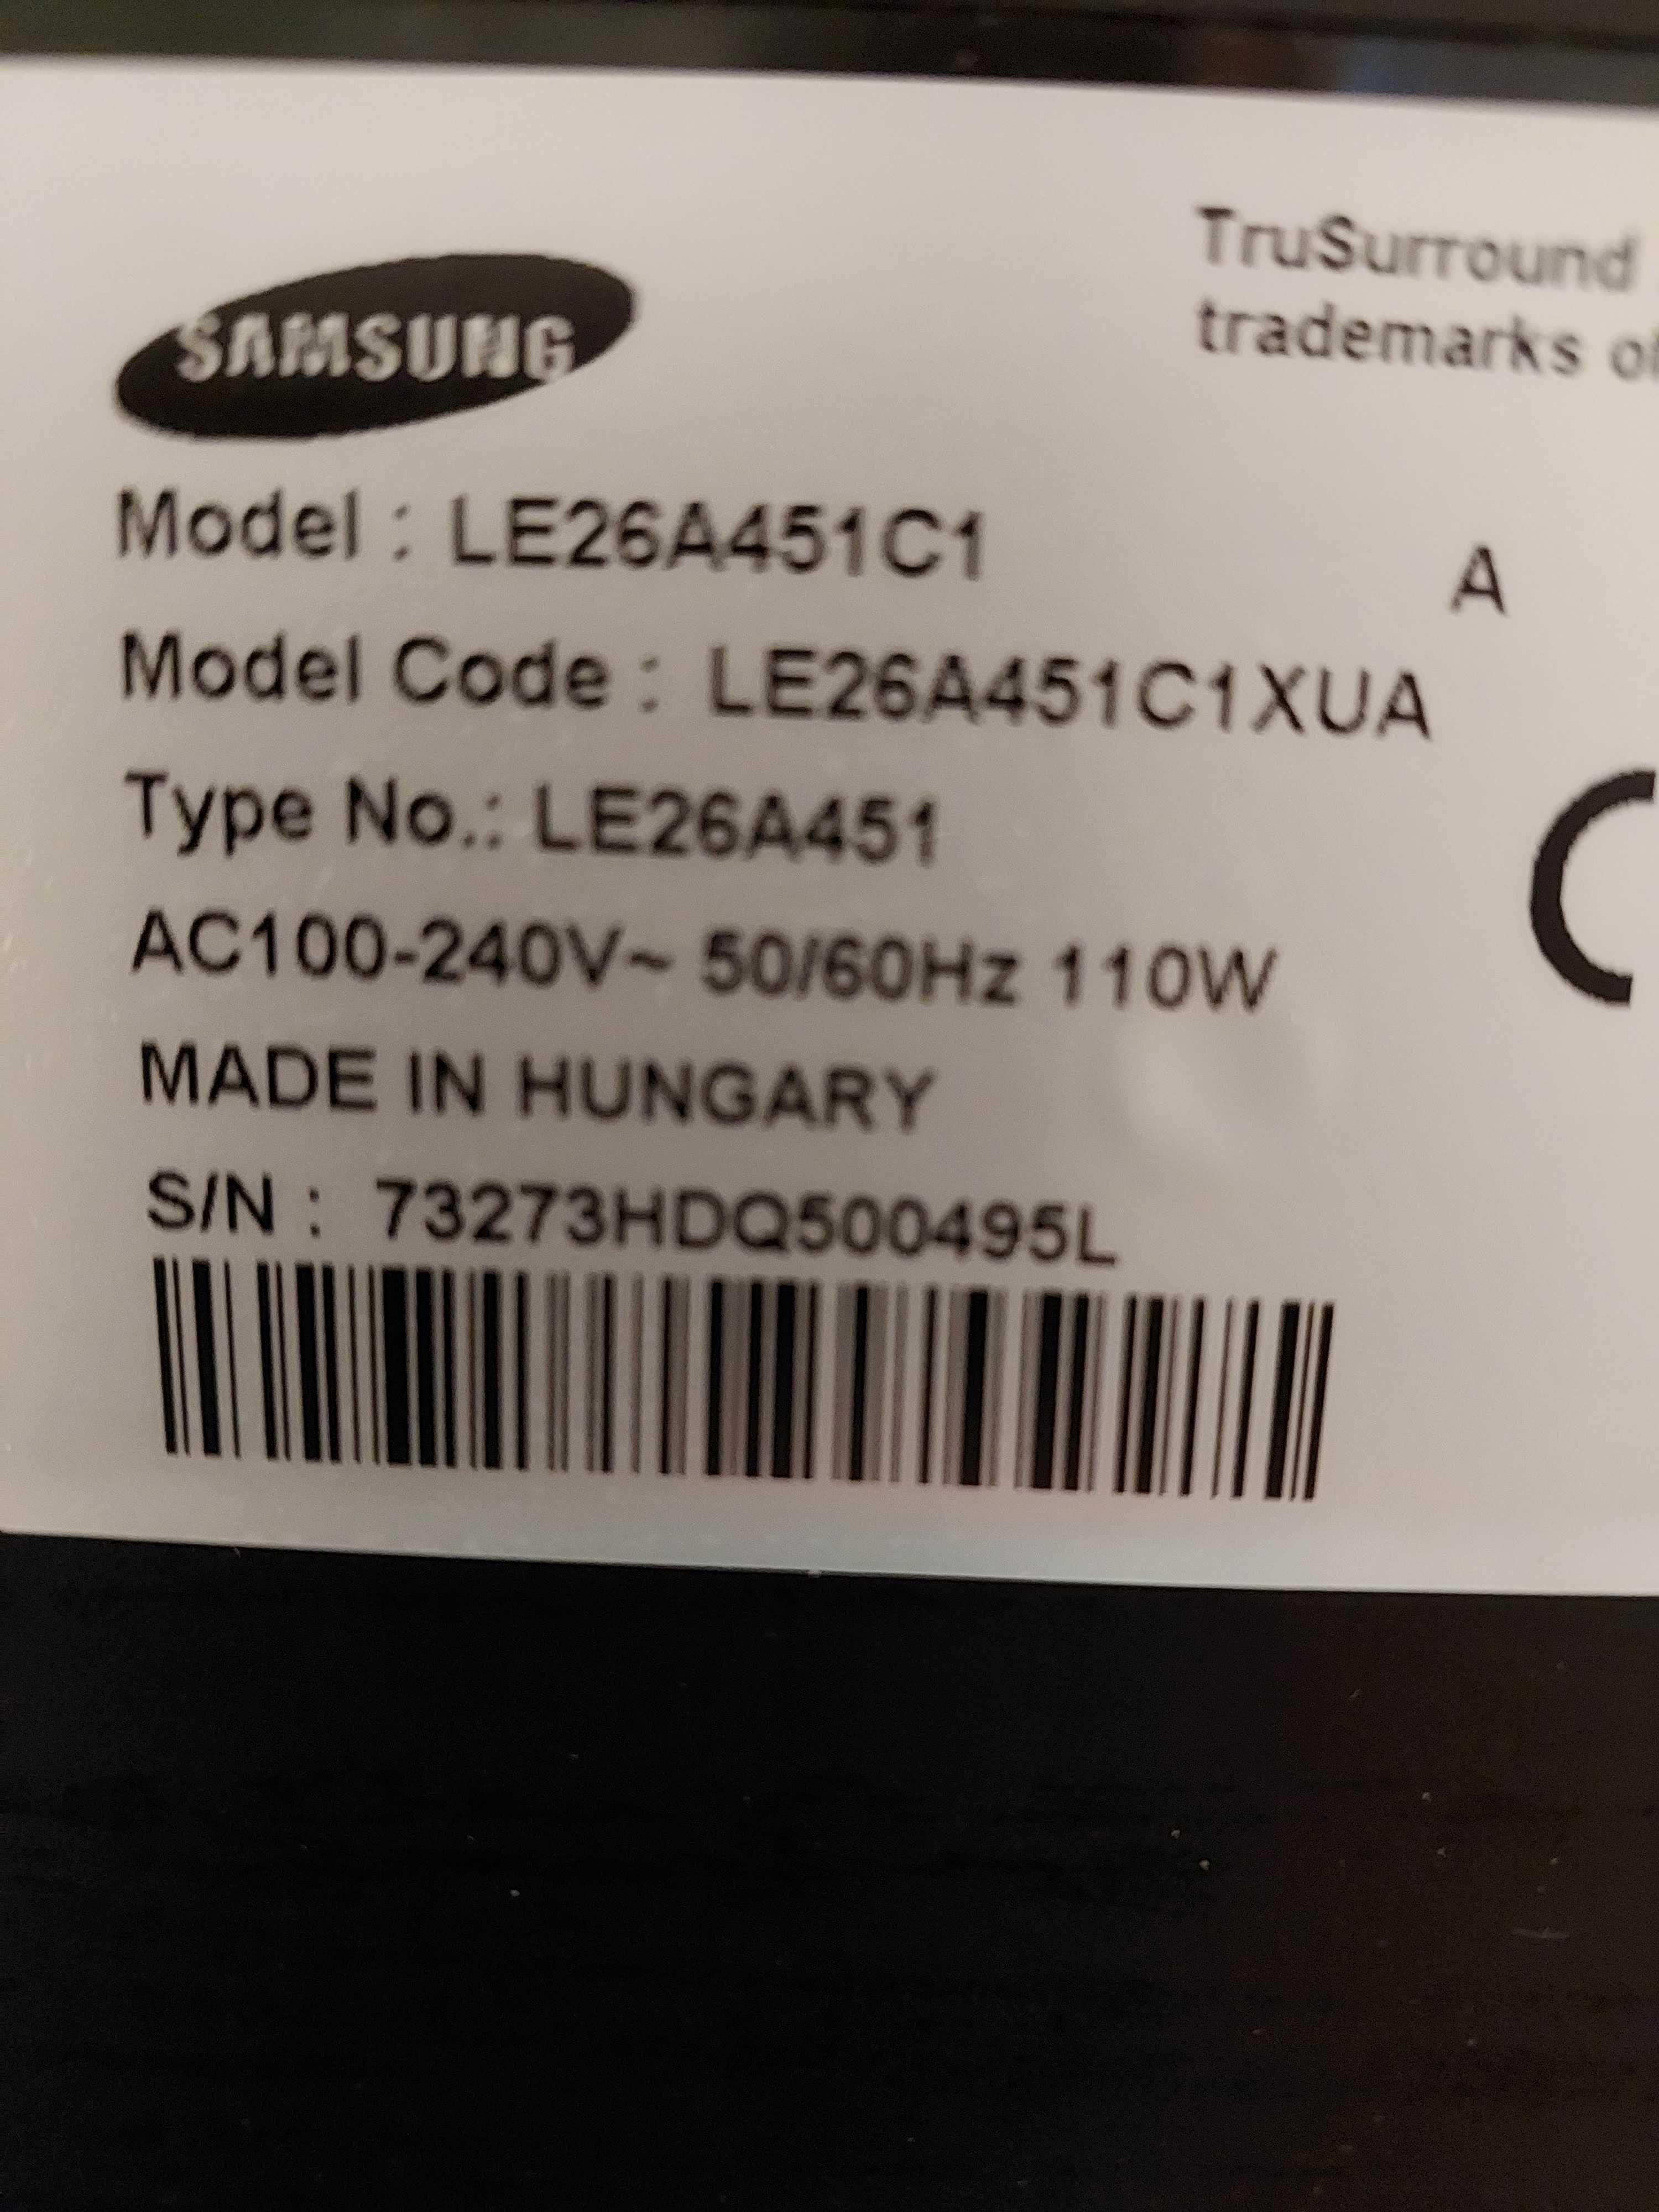 TruSurround
trademarks of
SAMSUNG
Model : LE26A451C1
A
Model Code : LE26A451C1XUA
Type No.: LE26A451
AC100-240V~ 50/60Hz 110W
MADE IN HUNGARY
S/N : 73273HDQ500495L